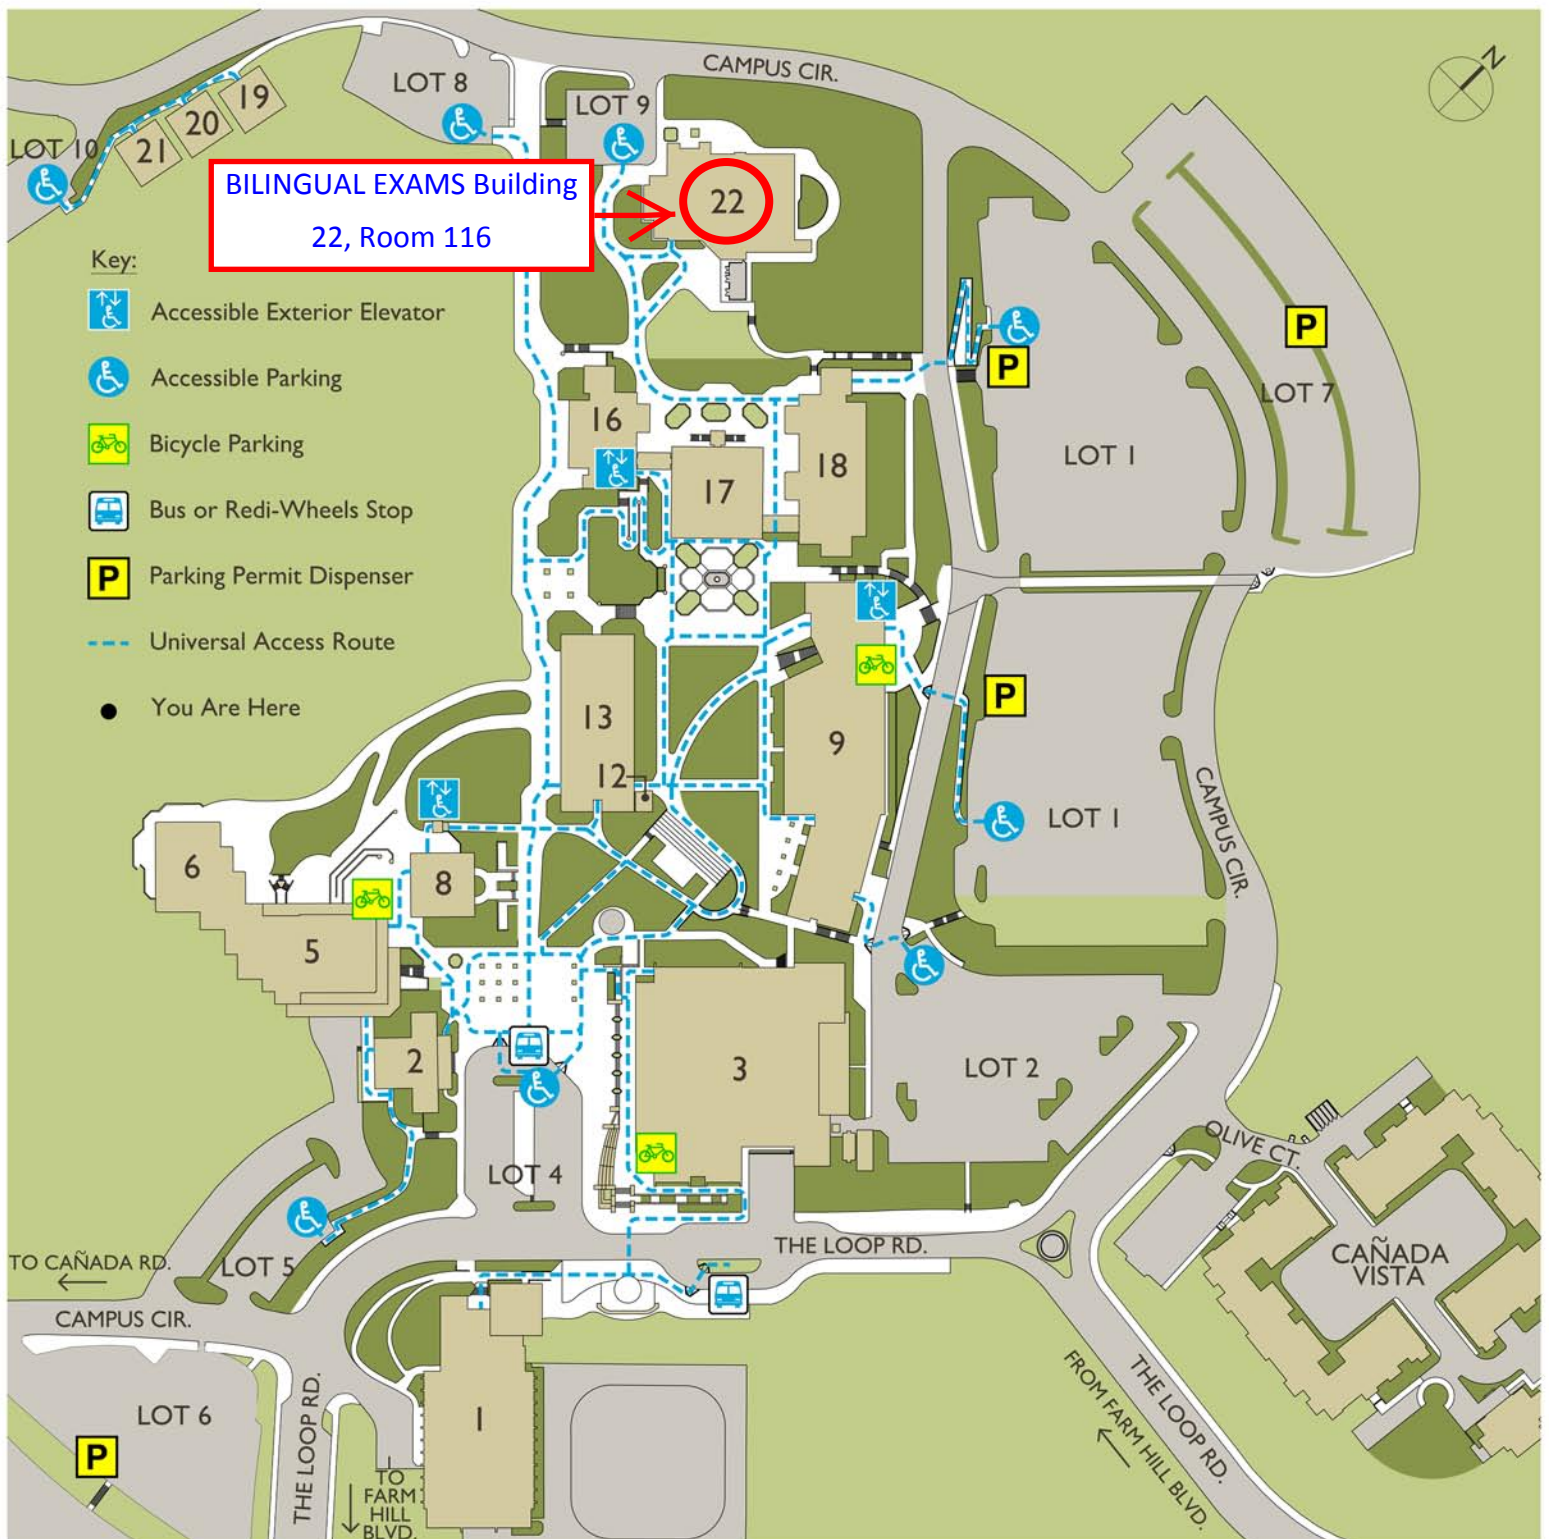 CAMPUS CIR.
N
LOT 8
LOT 9
19
20
21
LOT 10
22
BILINGUAL EXAMS Building
22, Room 116
Key:
Accessible Exterior Elevator
Accessible Parking
Bicycle Parking
Bus or Redi-Wheels Stop
P Parking Permit Dispenser
Universal Access Route
You Are Here
P
P
LOT 7
LOT 1
16
17
18
P
13
12
9
LOT 1
CAMPUS CIR.
6
8
5
2
3
LOT 2
OLIVE CT.
LOT 4
THE LOOP RD.
CAÑADA
VISTA
TO CAÑADA RD.
LOT 5
CAMPUS CIR.
LOT 6
P
THE LOOP RD.
TO
FARM
HILL
BLVD.
1
FROM FARM HILL BLVD.
THE LOOP RD.